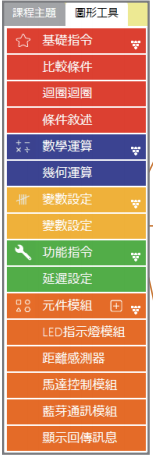 課程主題 圖形工具
基礎指令
比較條件
迴圈迴圈
條件敘述
數學運算
幾何運算
變數設定
變數設定
功能指令
延遲設定
元件模組
LED指示燈模組
距離感測器
馬達控制模組
藍芽通訊模組
顯示回傳訊息